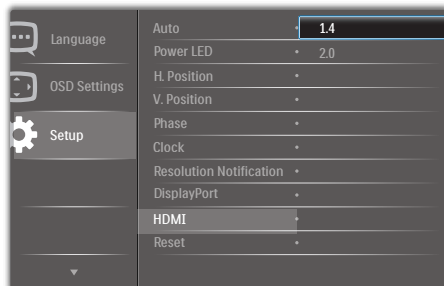 Language
OSD Settings
Setup
Auto
Power LED
H. Position
V. Position
Phase
Clock
Resolution Notification
DisplayPort
HDMI
Reset
1.4
2.0